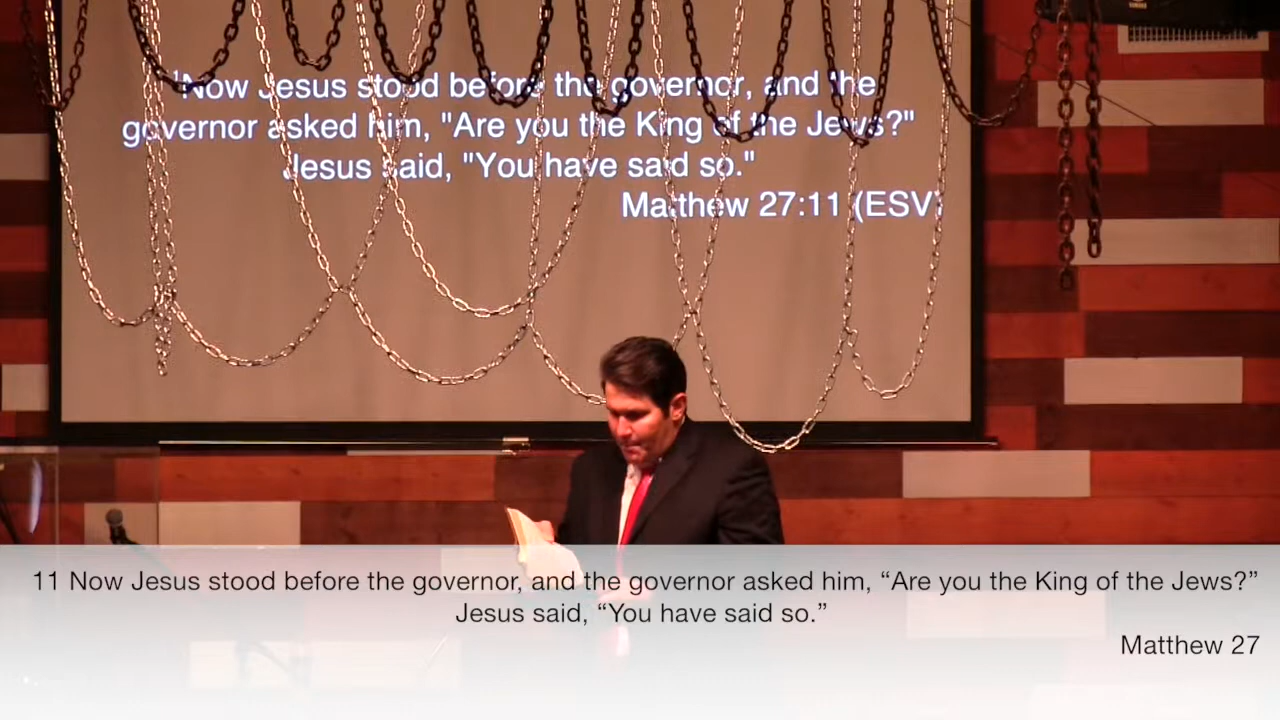 ¹Now Jesus stood before the governor, and the
governor asked him, "Are you the King of the Jews?"
Jesus said, "You have said so."
Matthew 27:11 (ESV)
11 Now Jesus stood before the governor, and the governor asked him, “Are you the King of the Jews?”
Jesus said, “You have said so.”
Matthew 27